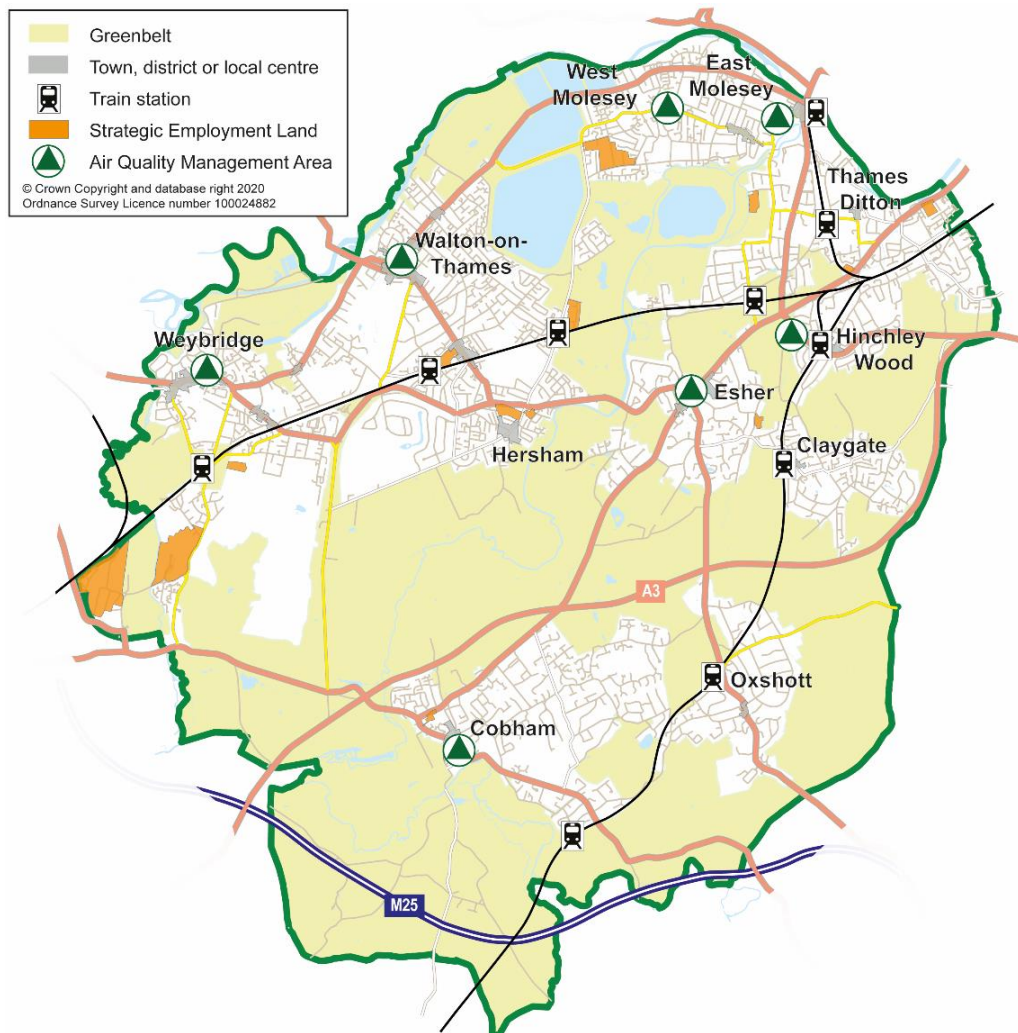 Greenbelt
Town, district or local centre
Train station
Strategic Employment Land
Air Quality Management Area
© Crown Copyright and database right 2020
Ordnance Survey Licence number 100024882
West
Molesey
East
Molesey
Thames
Ditton
Walton-on-
Thames
Weybridge
Hinchley
Wood
Esher
Hersham
Claygate
A3
Oxshott
Cobham
M25